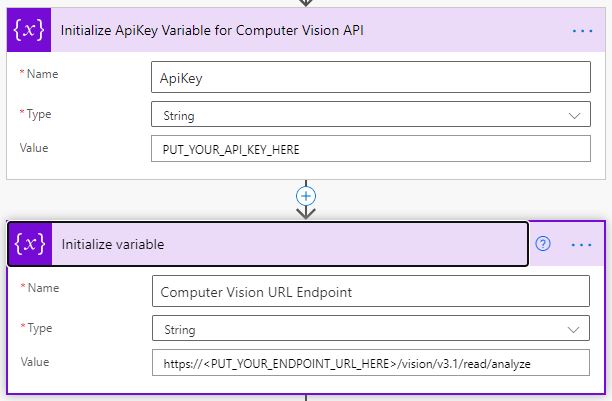 {x} Initialize ApiKey Variable for Computer Vision API ...
* Name ApiKey
* Type String
Value PUT_YOUR_API_KEY_HERE
{x} Initialize variable ? ...
* Name Computer Vision URL Endpoint
* Type String
Value https://<PUT_YOUR_ENDPOINT_URL_HERE>/vision/v3.1/read/analyze